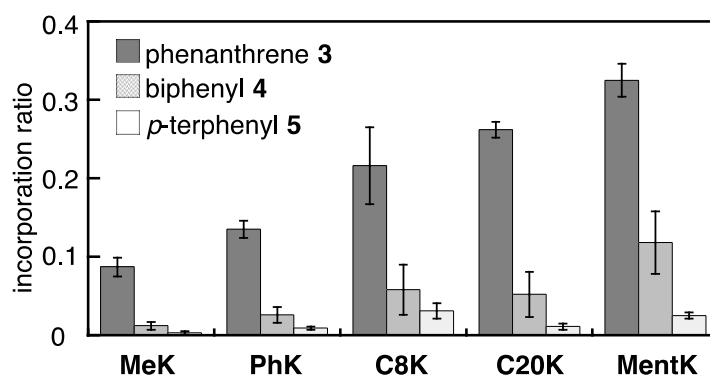 0.4
0.3
0.2
0.1
0
incorporation ratio
phenanthrene 3
biphenyl 4
p-terphenyl 5
MeK PhK C8K C20K MentK